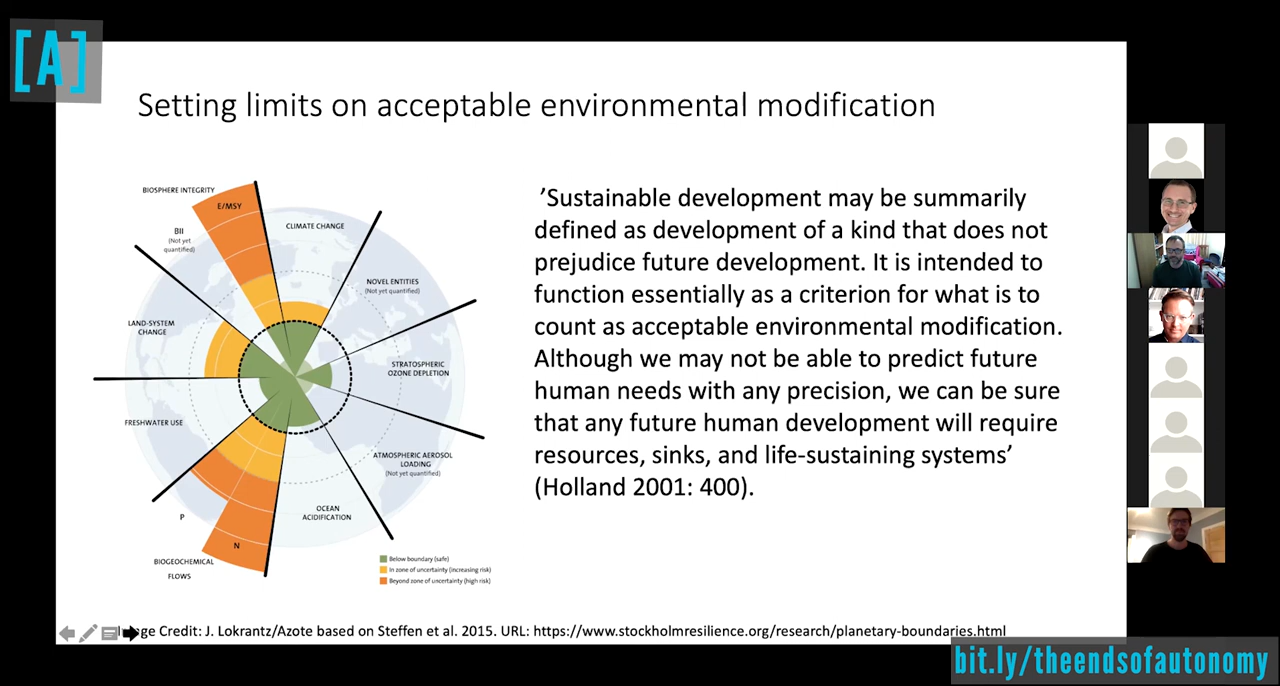 [A]
Setting limits on acceptable environmental modification
BIOSPHERE INTEGRITY
E/MSY
BII
(Not yet
quantified)
CLIMATE CHANGE
NOVEL ENTITIES
(Not yet quantified)
LAND-SYSTEM
CHANGE
STRATOSPHERIC
OZONE DEPLETION
FRESHWATER USE
ATMOSPHERIC AEROSOL
LOADING
(Not yet quantified)
OCEAN
ACIDIFICATION
P
N
BIOGEOCHEMICAL
FLOWS
Below boundary (safe)
In zone of uncertainty (increasing risk)
Beyond zone of uncertainty (high risk)
’Sustainable development may be summarily
defined as development of a kind that does not
prejudice future development. It is intended to
function essentially as a criterion for what is to
count as acceptable environmental modification.
Although we may not be able to predict future
human needs with any precision, we can be sure
that any future human development will require
resources, sinks, and life-sustaining systems’
(Holland 2001: 400).
Credit: J. Lokrantz/Azote based on Steffen et al. 2015. URL: https://www.stockholmresilience.org/research/planetary-boundaries.html
bit.ly/theendsofautonomy